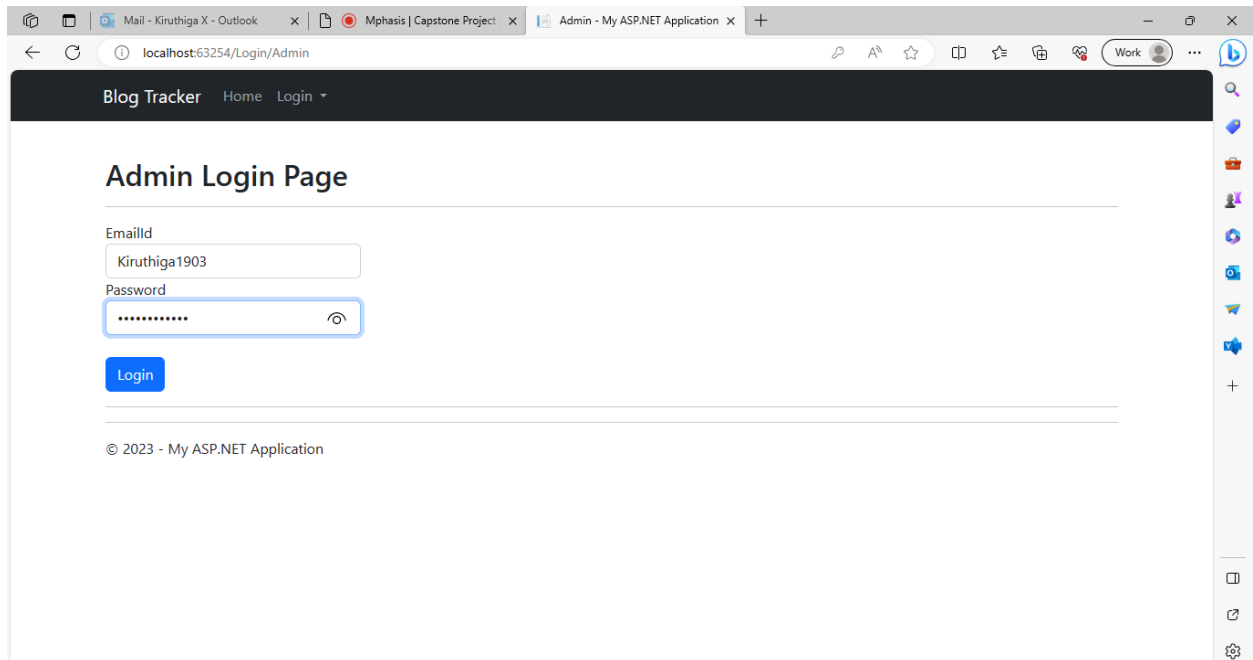 Mail - Kiruthiga X - Outlook
Mphasis | Capstone Project
Admin - My ASP.NET Application
localhost:63254/Login/Admin
Work
Blog Tracker Home Login
Admin Login Page
EmailId
Kiruthiga1903
Password
••••••••••••
Login
© 2023 - My ASP.NET Application